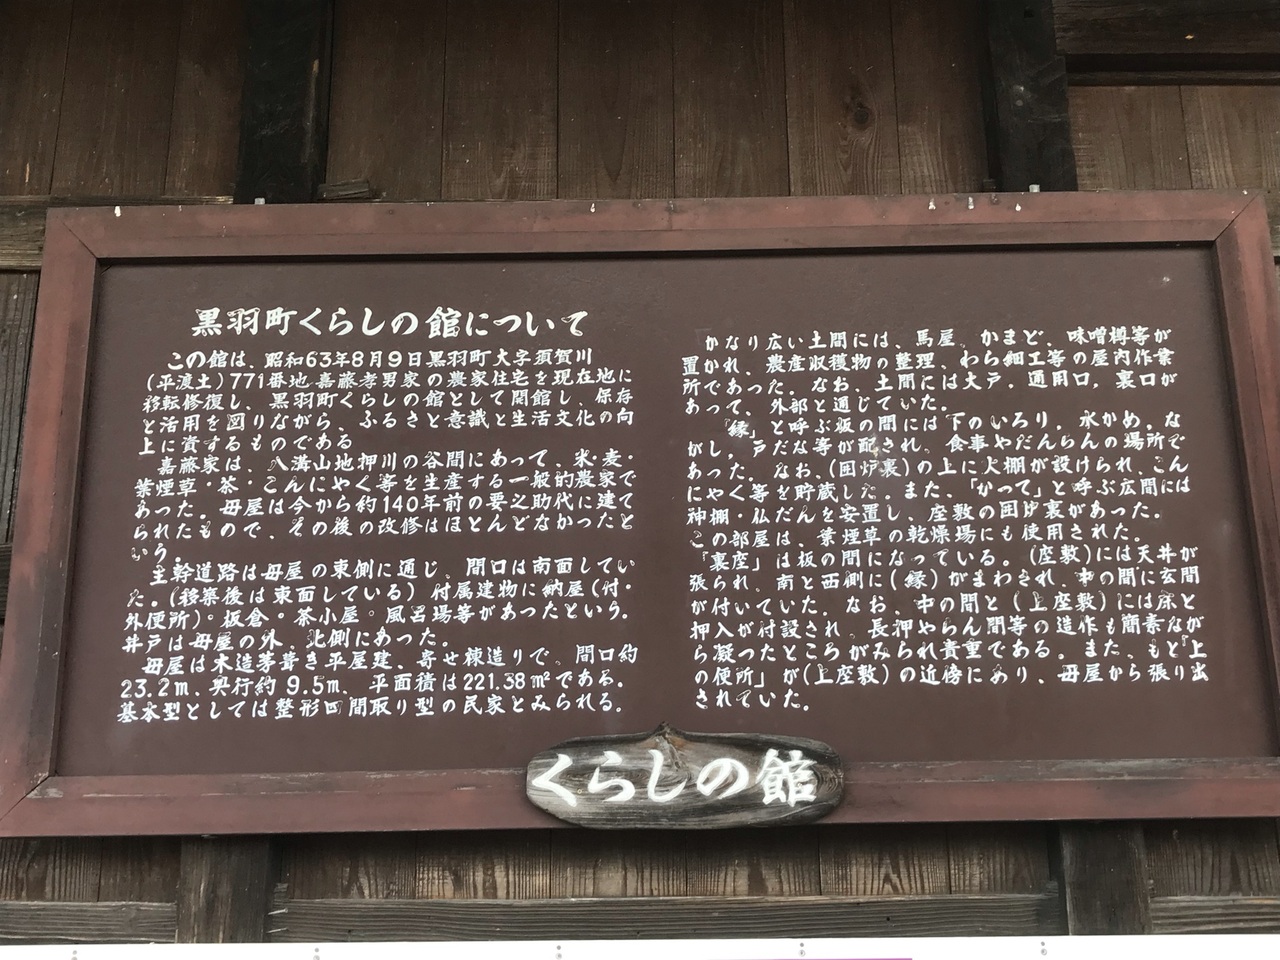 黒羽町くらしの館について
この館は、昭和63年8月9日黒羽町大字須賀川
(平渡土)771番地 嘉藤孝男家の農家住宅を現在地に
移転修復し、黒羽町くらしの館として開館し、保存
と活用を図りながら、ふるさと意識と生活文化の向
上に資するものである
嘉藤家は、八溝山地押川の谷間にあって、米・麦・
葉煙草・茶・こんにやく等を生産する一般的農家で
あった。母屋は今から約140年前の要之助代に建て
られたもので、その後の改修はほとんどなかったと
いう。
主幹道路は母屋の東側に通じ、間口は南面してい
た。(移築後は東面している) 付属建物に納屋(付・
外便所)。板倉。茶小屋。風呂場等があったという。
井戸は母屋の外、北側にあった。
母屋は木造茅葺き平屋建、寄せ棟造りで、間口約
23.2m、奥行約9.5m、平面積は221.38㎡である。
基本型としては整形四間取り型の民家とみられる。
かなり広い土間には、馬屋、かまど、味噌樽等が
置かれ、農産収穫物の整理、わら細工等の屋内作業
所であった。なお、土間には大戸，通用口，裏口が
あって、外部と通じていた。
「縁」と呼ぶ板の間には下のいろり，水かめ。な
がし，戸だな等が配され、食事やだんらんの場所で
あった。なお、(囲炉裏)の上に火棚が設けられ、こん
にやく等を貯蔵した。また、「かって」と呼ぶ広間には
神棚・仏だんを安置し、座敷の囲炉裏があった。
この部屋は、葉煙草の乾燥場にも使用された。
「裏座」は板の間になっている。(座敷)には天井が
張られ、南と西側に(縁)がまわされ、中の間に玄関
が付いていた。なお、中の間と(上座敷)には床と
押入が付設され、長押やらん間等の造作も簡素なが
ら凝ったところがみられ貴重である。また、もと「上
の便所」が(上座敷)の近傍にあり、母屋から張り出
されていた。
くらしの館